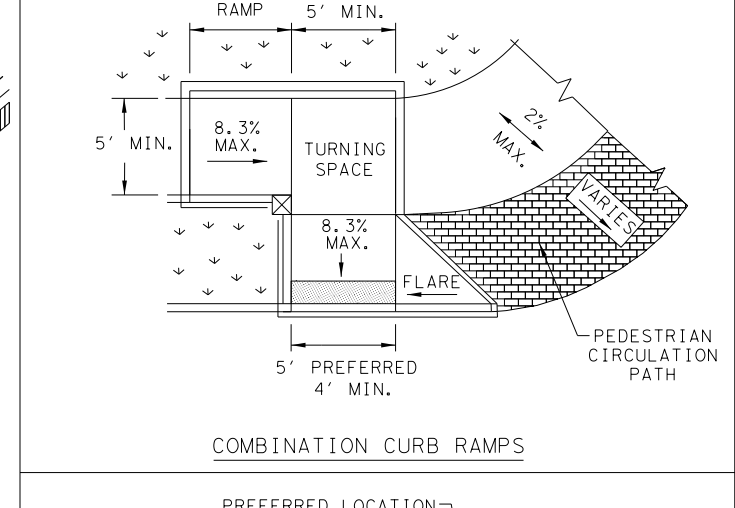 RAMP
5' MIN.
5' MIN.
8.3%
MAX.
TURNING
SPACE
2%
MAX.
VARIES
8.3%
MAX.
FLARE
PEDESTRIAN
CIRCULATION
PATH
5' PREFERRED
4' MIN.
COMBINATION CURB RAMPS
PREFERRED LOCATION